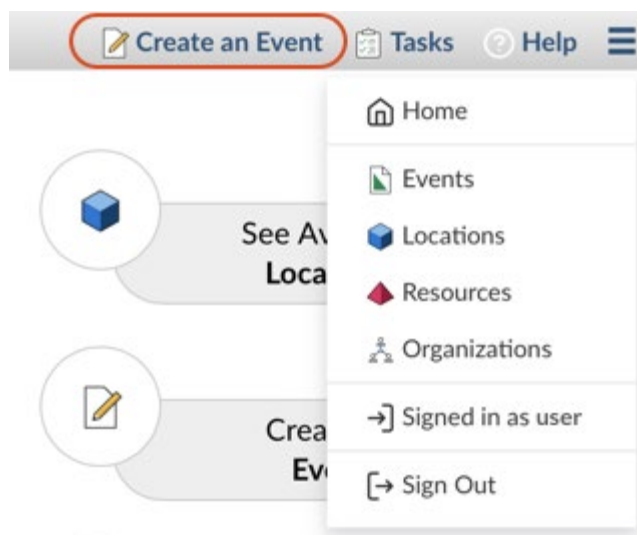 Create an Event Tasks Help
Home
Events
See Av
Locations
Loca
Resources
Organizations
Signed in as user
Crea
Eve
Sign Out